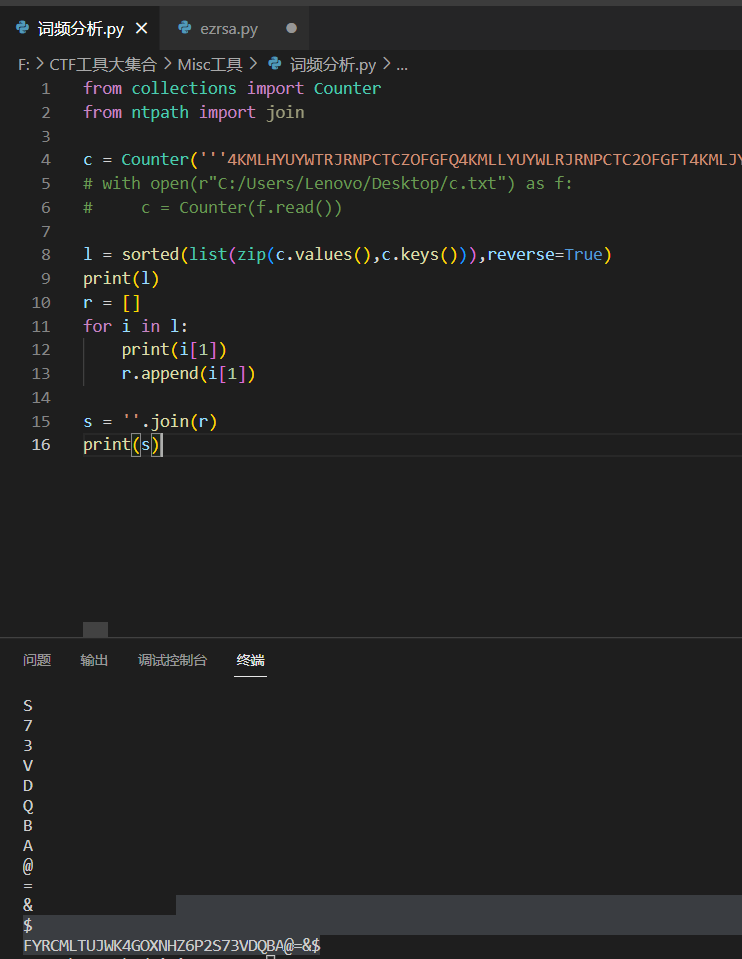 词频分析.py × ezrsa.py ●
F: > CTF工具大集合 > Misc工具 > 词频分析.py > ...
1 from collections import Counter
2 from ntpath import join
3
4 c = Counter('''4KMLHYUYWTRJRNPCTCZOFGFQ4KMLLYUYWLRJRNPCTC2OFGFT4KMLJY
5 # with open(r"C:/Users/Lenovo/Desktop/c.txt") as f:
6 #     c = Counter(f.read())
7
8 l = sorted(list(zip(c.values(),c.keys())),reverse=True)
9 print(l)
10 r = []
11 for i in l:
12     print(i[1])
13     r.append(i[1])
14
15 s = ''.join(r)
16 print(s)
问题 输出 调试控制台 终端
S
7
3
V
D
Q
B
A
@
=
&
$
FYRCMLTUJWK4GOXNHZ6P2S73VDQBA@=&$